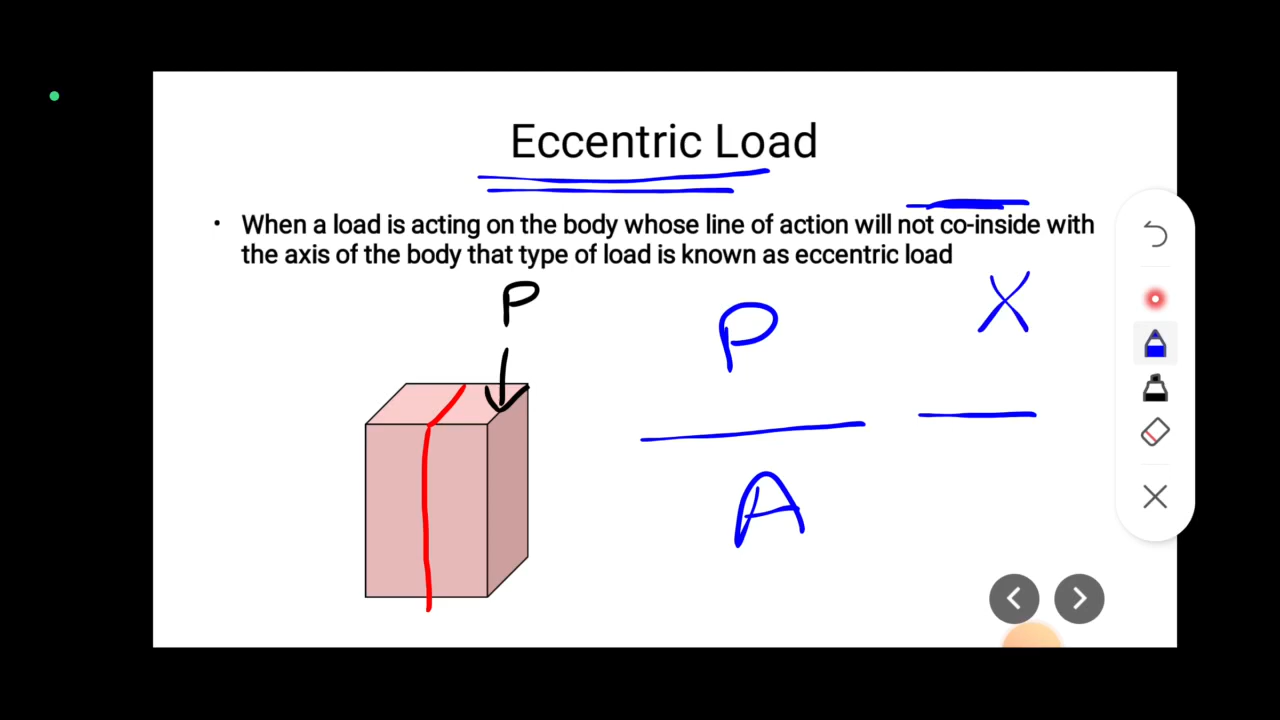 Eccentric Load
• When a load is acting on the body whose line of action will not co-inside with
the axis of the body that type of load is known as eccentric load
P
P
X
A